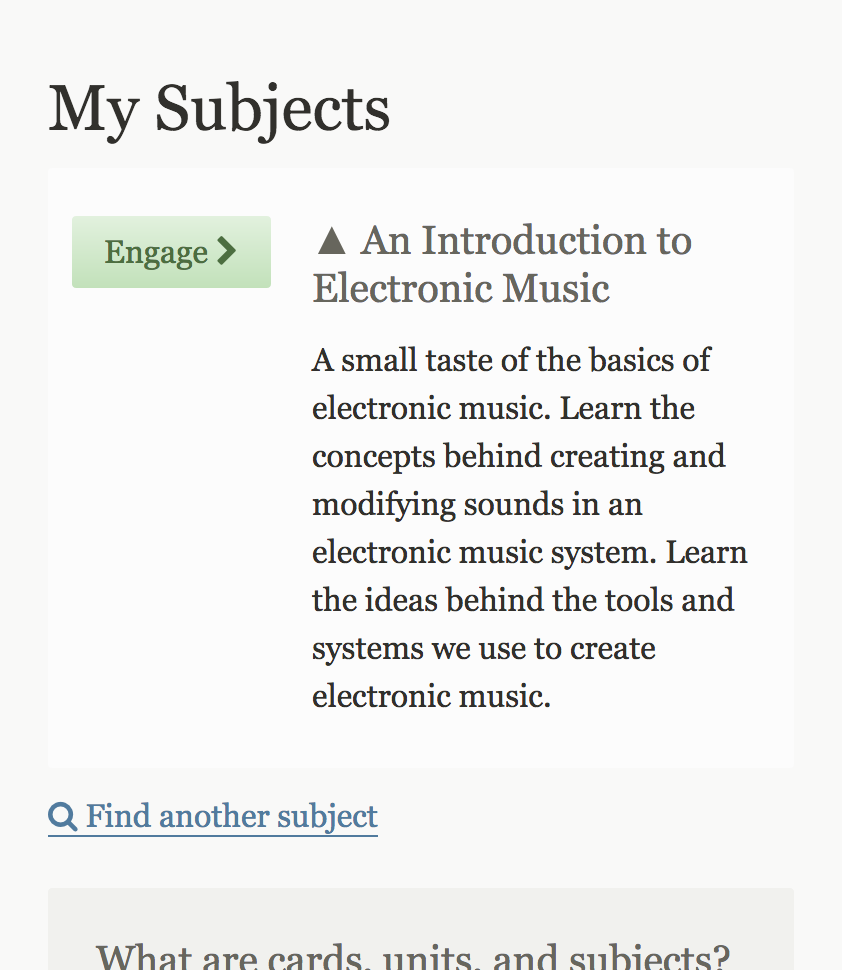 My Subjects
Engage
▲ An Introduction to
Electronic Music
A small taste of the basics of
electronic music. Learn the
concepts behind creating and
modifying sounds in an
electronic music system. Learn
the ideas behind the tools and
systems we use to create
electronic music.
Find another subject
What are cards, units, and subjects?